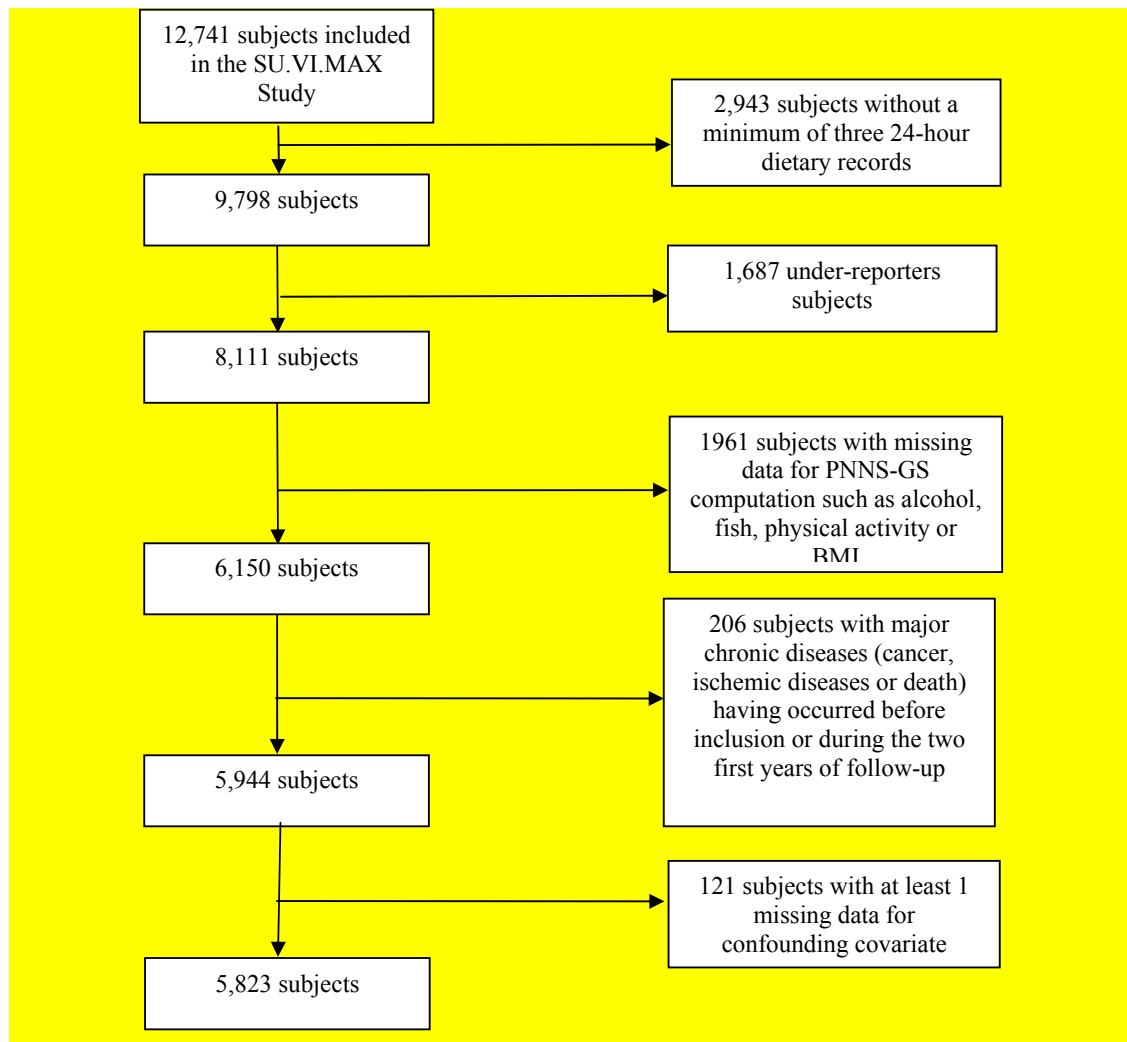 12,741 subjects included
in the SU.VI.MAX
Study
2,943 subjects without a
minimum of three 24-hour
dietary records
9,798 subjects
1,687 under-reporters
subjects
8,111 subjects
1961 subjects with missing
data for PNNS-GS
computation such as alcohol,
fish, physical activity or
BMI
6,150 subjects
206 subjects with major
chronic diseases (cancer,
ischemic diseases or death)
having occurred before
inclusion or during the two
first years of follow-up
5,944 subjects
121 subjects with at least 1
missing data for
confounding covariate
5,823 subjects